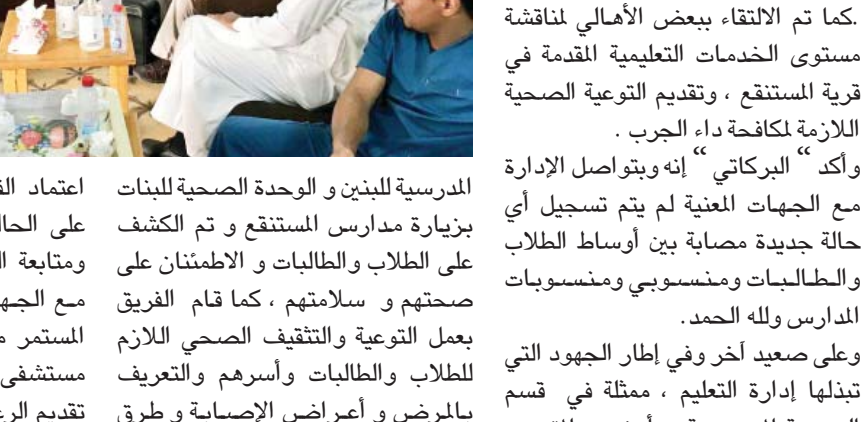 .كما تم الالتقاء ببعض الأهالي لمناقشة
مستوى الخدمات التعليمية المقدمة في
قرية المستنقع ، وتقديم التوعية الصحية
اللازمة لمكافحة داء الجرب .
وأكد “ البركاتي “ إنه وبتواصل الإدارة
مع الجهات المعنية لم يتم تسجيل أي
حالة جديدة مصابة بين أوساط الطلاب
والطالبات ومنسوبي ومنسوبات
المدارس ولله الحمد.
وعلى صعيد آخر وفي إطار الجهود التي
تبذلها إدارة التعليم ، ممثلة في قسم
المدرسية للبنين و الوحدة الصحية للبنات
بزيارة مدارس المستنقع و تم الكشف
على الطلاب والطالبات و الاطمئنان على
صحتهم و سلامتهم ، كما قام الفريق
بعمل التوعية والتثقيف الصحي اللازم
للطلاب والطالبات وأسرهم والتعريف
بالمرض و أعراض الإصابة و طرق
اعتماد
على
ومتابعة
مع
المستمر
مستشفى
تقديم